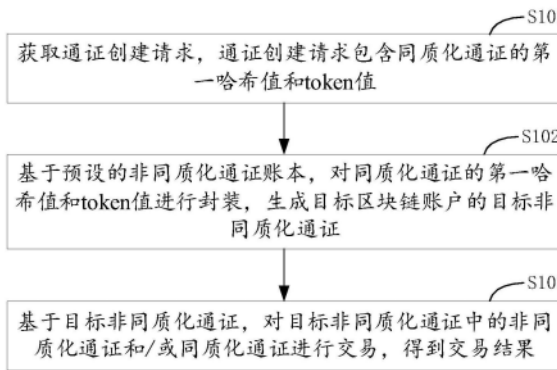 S10
获取通证创建请求，通证创建请求包含同质化通证的第
一哈希值和token值
S102
基于预设的非同质化通证账本，对同质化通证的第一哈
希值和token值进行封装，生成目标区块链账户的目标非
同质化通证
S10
基于目标非同质化通证，对目标非同质化通证中的非同
质化通证和/或同质化通证进行交易，得到交易结果